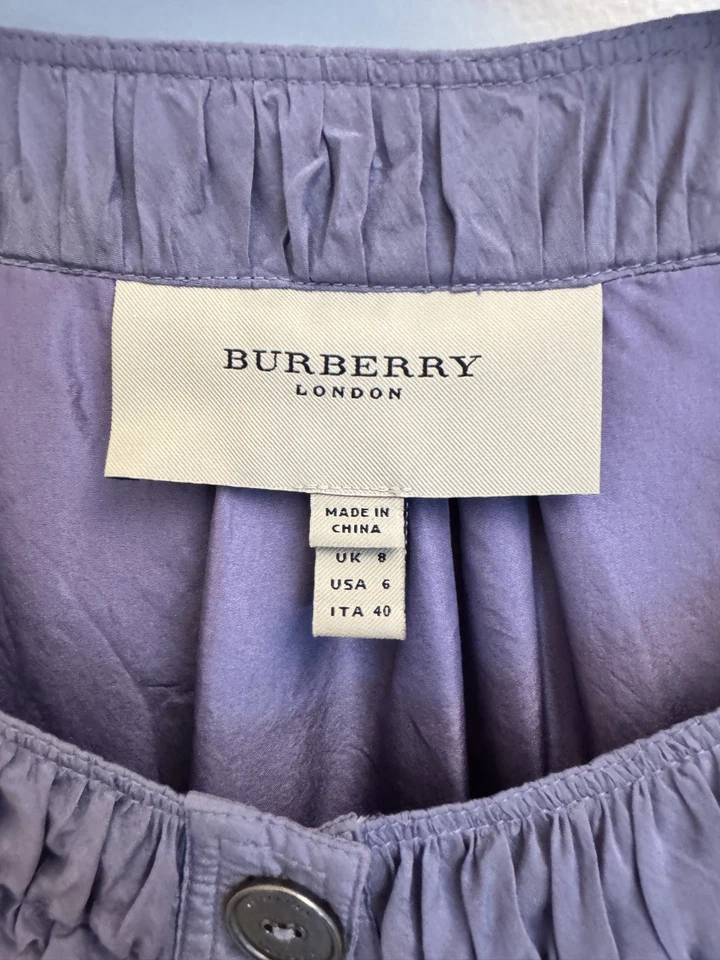 BURBERRY
LONDON
MADE IN
CHINA
UK 8
USA 6
ITA 40